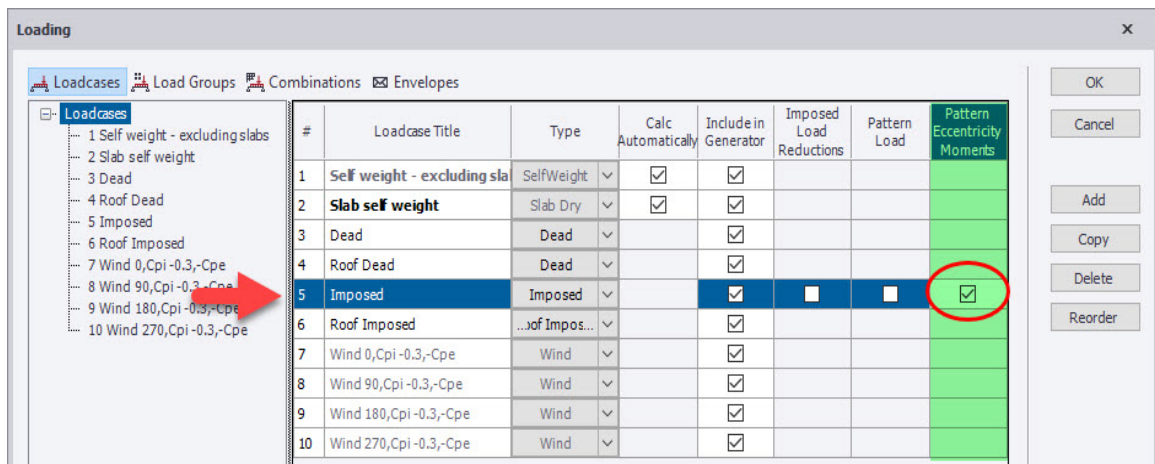 Loading x
Loadcases Load Groups Combinations Envelopes
OK
Cancel
Add
Copy
Delete
Reorder
Loadcases
1 Self weight - excluding slabs
2 Slab self weight
3 Dead
4 Roof Dead
5 Imposed
6 Roof Imposed
7 Wind 0,Cpi -0.3,-Cpe
8 Wind 90,Cpi -0.3,-Cpe
9 Wind 180,Cpi -0.3,-Cpe
10 Wind 270,Cpi -0.3,-Cpe
# Loadcase Title Type Calc Automatically Include in Generator Imposed Load Reductions Pattern Load Pattern Eccentricity Moments
1 Self weight - excluding sla SelfWeight
2 Slab self weight Slab Dry
3 Dead Dead
4 Roof Dead Dead
5 Imposed Imposed
6 Roof Imposed ...of Impos...
7 Wind 0,Cpi -0.3,-Cpe Wind
8 Wind 90,Cpi -0.3,-Cpe Wind
9 Wind 180,Cpi -0.3,-Cpe Wind
10 Wind 270,Cpi -0.3,-Cpe Wind